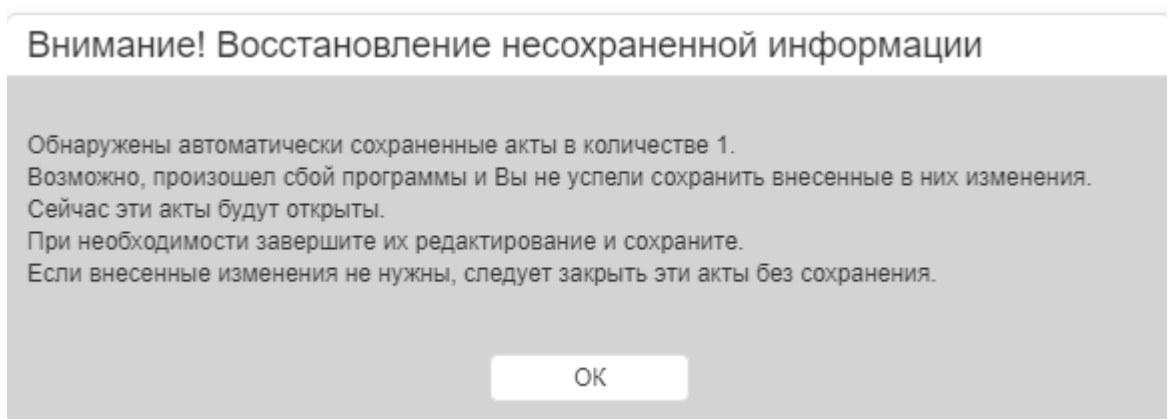 Внимание! Восстановление несохраненной информации
Обнаружены автоматически сохраненные акты в количестве 1.
Возможно, произошел сбой программы и Вы не успели сохранить внесенные в них изменения.
Сейчас эти акты будут открыты.
При необходимости завершите их редактирование и сохраните.
Если внесенные изменения не нужны, следует закрыть эти акты без сохранения.
ОК